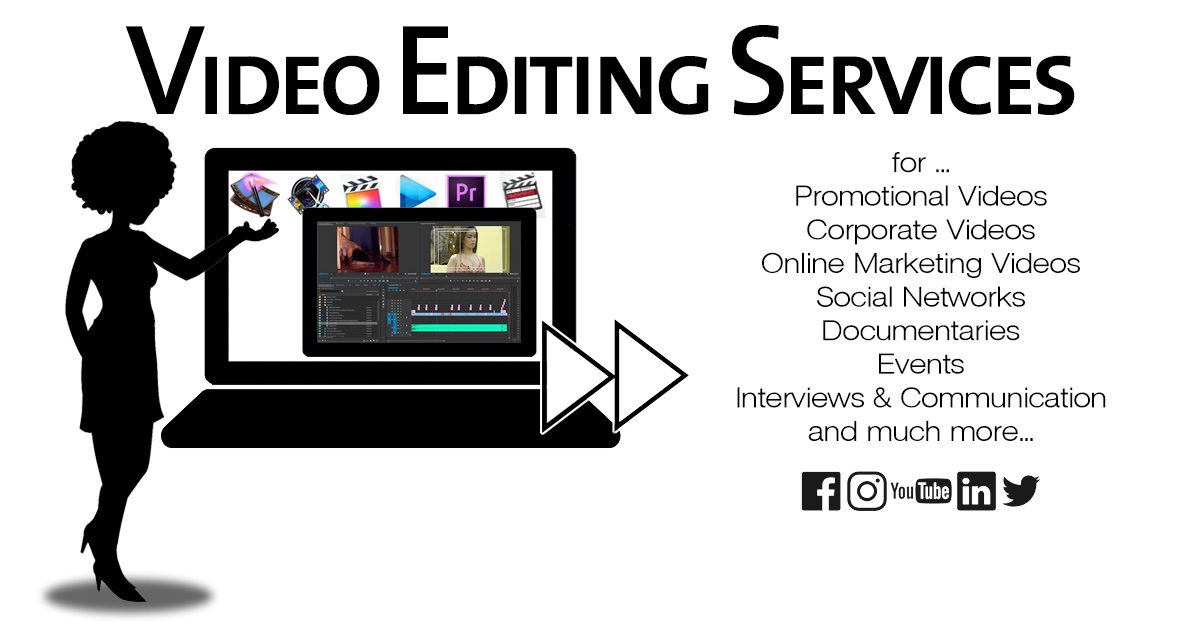 VIDEO EDITING SERVICES
Pr
for ...
Promotional Videos
Corporate Videos
Online Marketing Videos
Social Networks
Documentaries
Events
Interviews & Communication
and much more...
YouTube
in